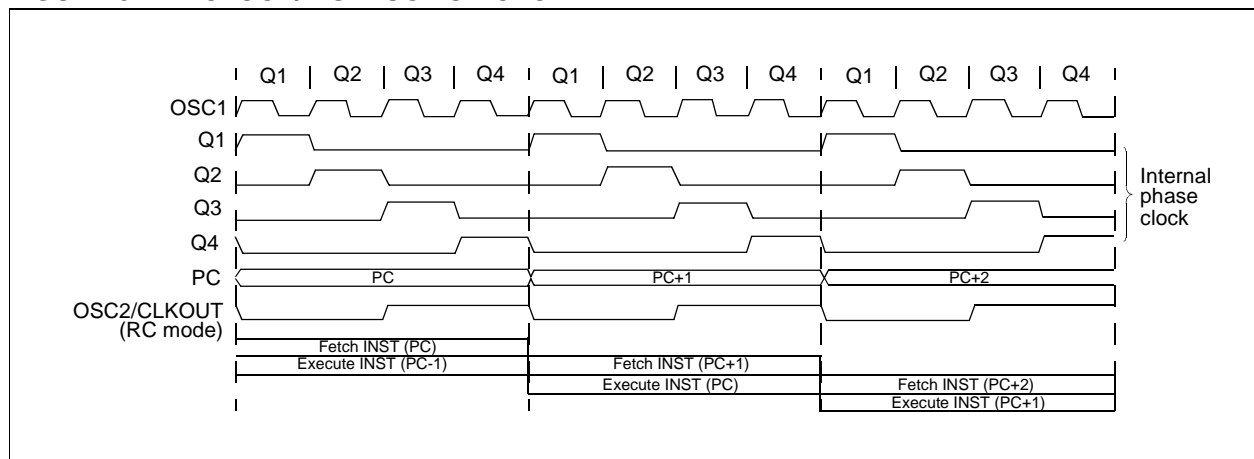 Q1 Q2 Q3 Q4 Q1 Q2 Q3 Q4 Q1 Q2 Q3 Q4
OSC1
Q1
Q2
Q3
Q4
Internal
phase
clock
PC
PC PC+1 PC+2
OSC2/CLKOUT
(RC mode)
Fetch INST (PC)
Execute INST (PC-1) Fetch INST (PC+1)
Execute INST (PC) Fetch INST (PC+2)
Execute INST (PC+1)